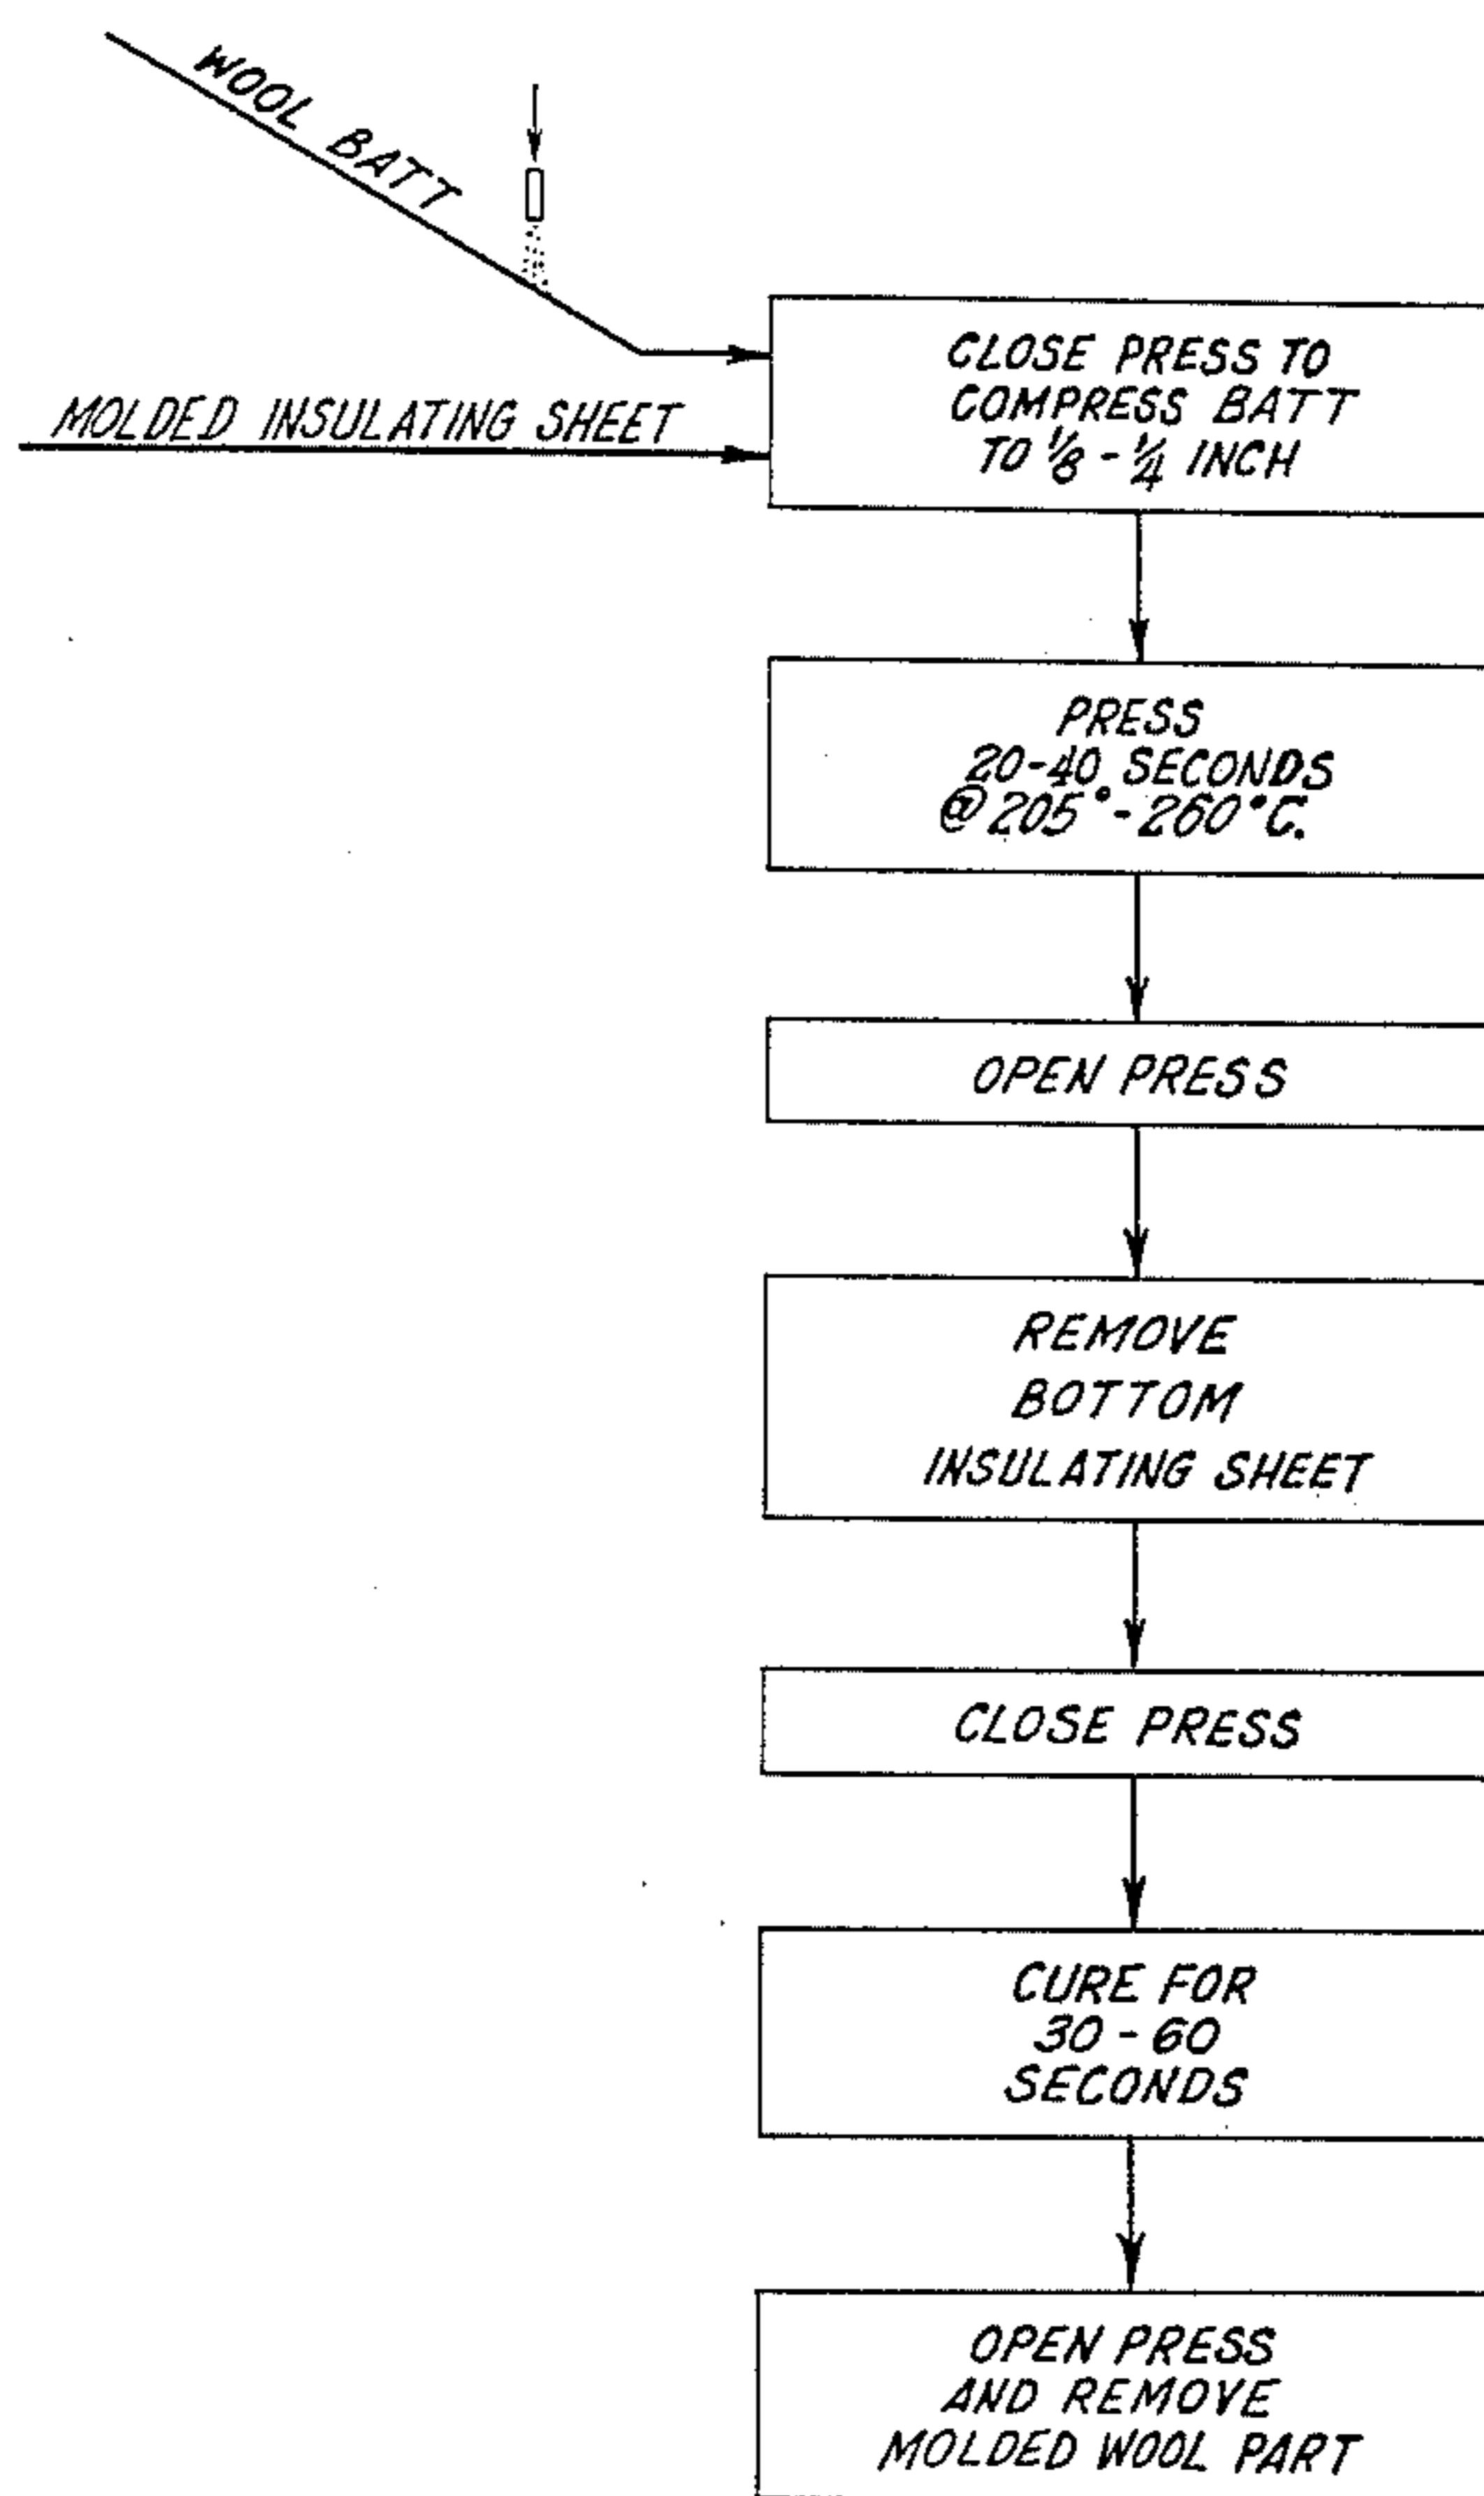 WOOL BATT
MOLDED INSULATING SHEET
CLOSE PRESS TO
COMPRESS BATT
TO 1/8 - 1/4 INCH
PRESS
20-40 SECONDS
@ 205° - 260°C.
OPEN PRESS
REMOVE
BOTTOM
INSULATING SHEET
CLOSE PRESS
CURE FOR
30 - 60
SECONDS
OPEN PRESS
AND REMOVE
MOLDED WOOL PART